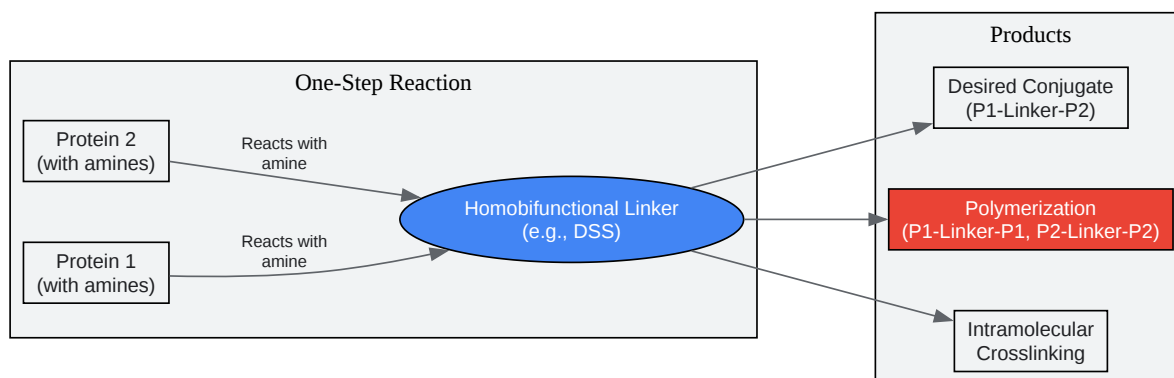 One-Step Reaction
Protein 2
(with amines)
Reacts with
amine
Protein 1
(with amines)
Reacts with
amine
Homobifunctional Linker
(e.g., DSS)
Products
Desired Conjugate
(P1-Linker-P2)
Polymerization
(P1-Linker-P1, P2-Linker-P2)
Intramolecular
Crosslinking